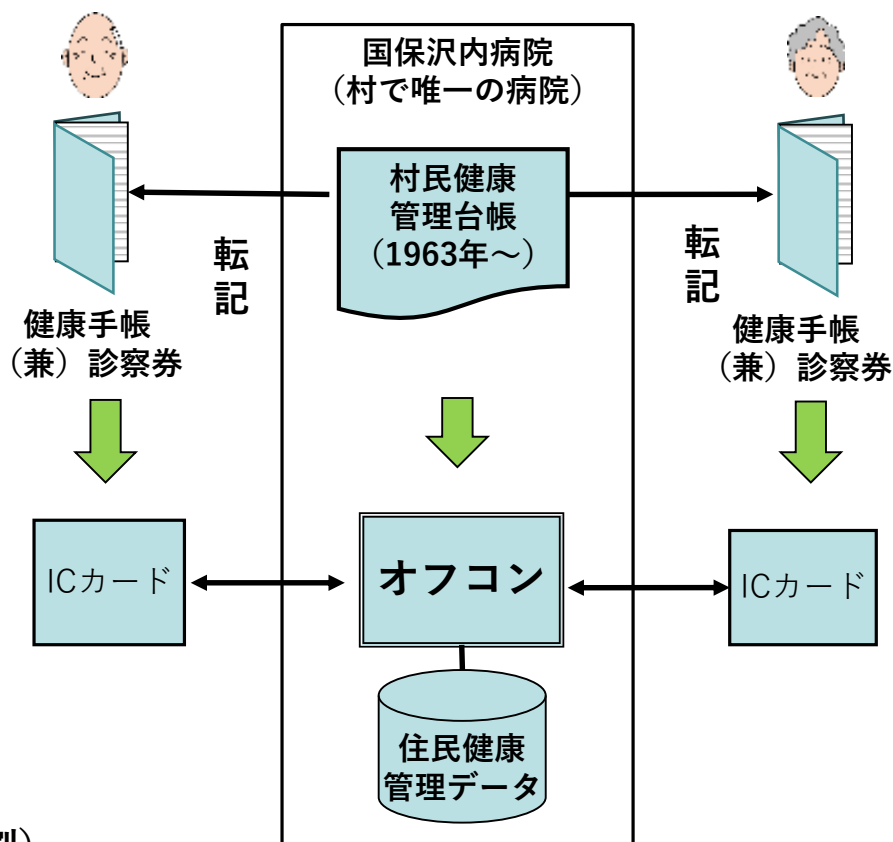 国保沢内病院
（村で唯一の病院）
村民健康
管理台帳
（1963年～）
転記
転記
健康手帳
（兼）診察券
健康手帳
（兼）診察券
ICカード
オフコン
ICカード
住民健康
管理データ